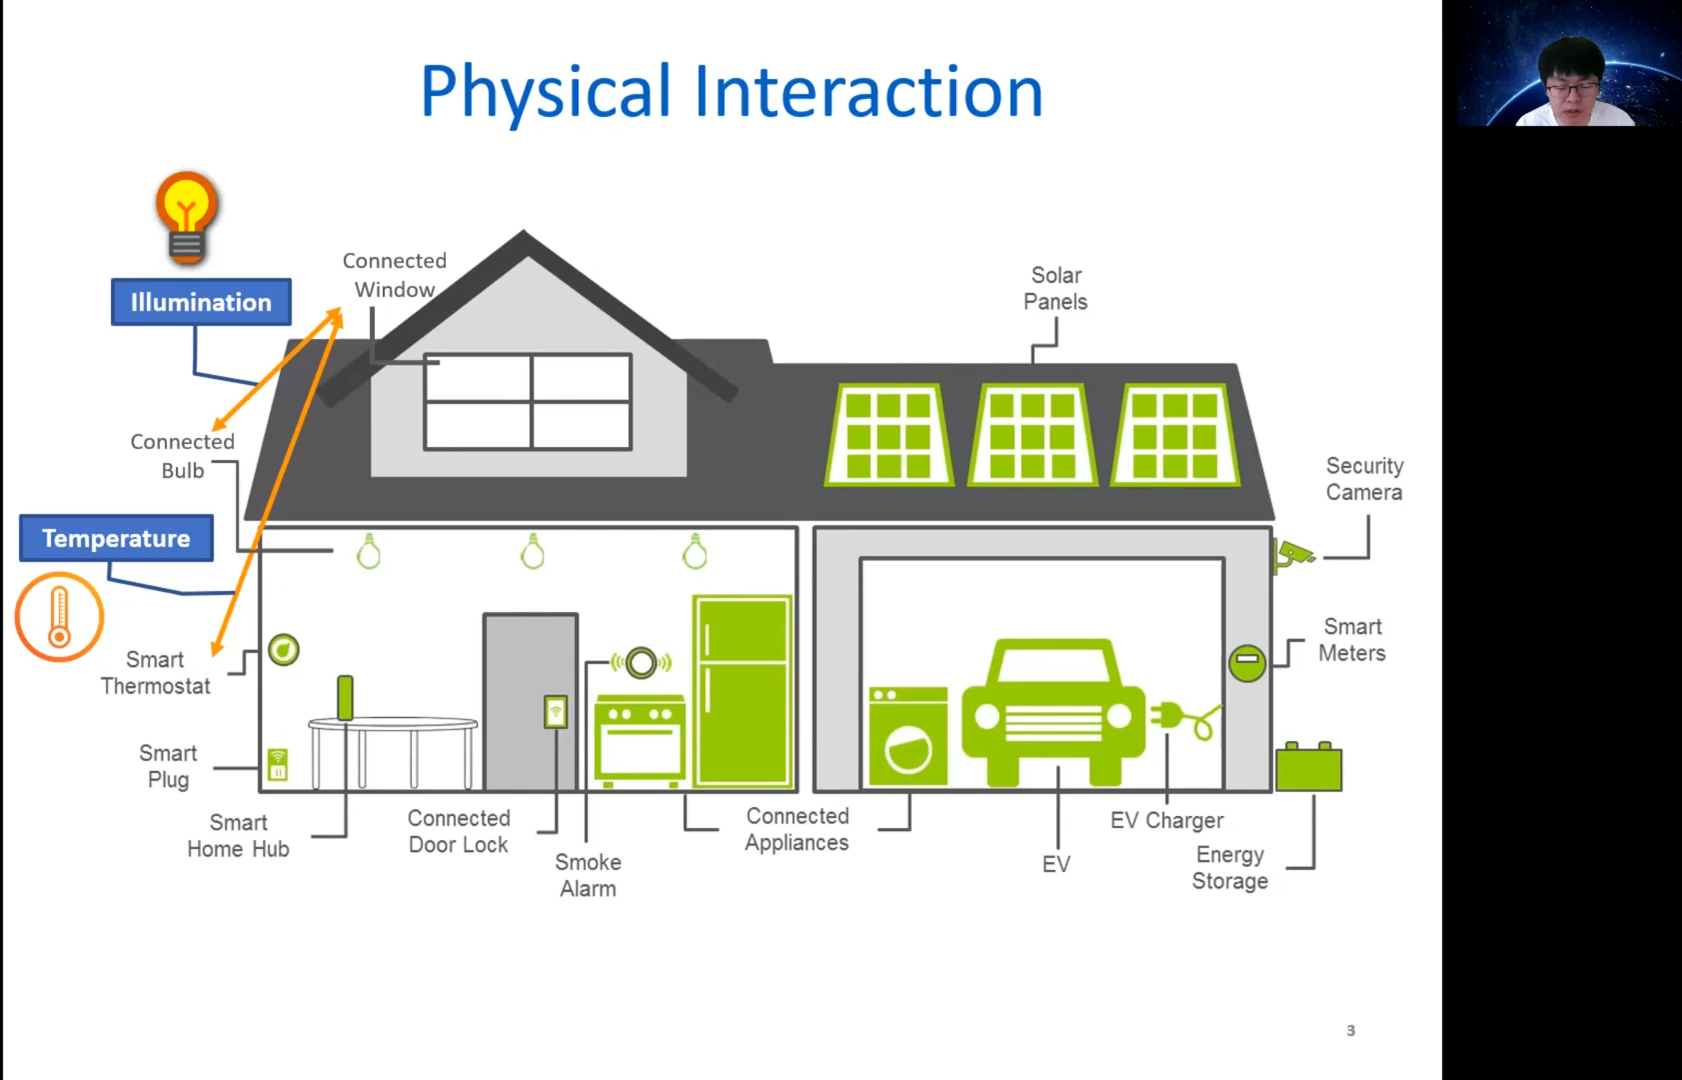 Physical Interaction
Connected
Window
Illumination
Solar
Panels
Connected
Bulb
Security
Camera
Temperature
Smart
Thermostat
Smart
Meters
Smart
Plug
Smart
Home Hub
Connected
Door Lock
Smoke
Alarm
Connected
Appliances
EV Charger
EV
Energy
Storage
3